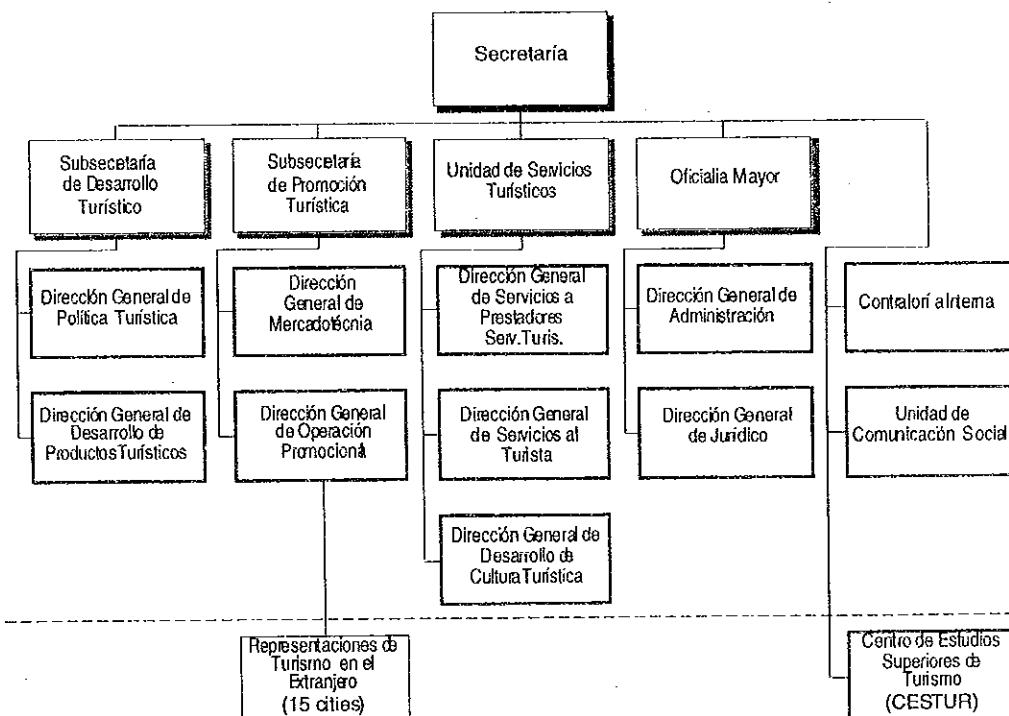 Secretaría
Subsecetaría
de Desarrollo
Turístico
Subsecetaría
de Promoción
Turística
Unidad de Servicios
Turísticos
Oficialia Mayor
Dirección General de
Política Turística
Dirección
General de
Mercadotécnia
Dirección General
de Servicios a
Prestadores
Serv.Turis.
Dirección General de
Administración
Contralorí a Interna
Dirección General de
Desarrollo de
Productos Turísticos
Dirección General
de Operación
Promocional
Dirección General
de Servicios al
Turista
Dirección General
de Jurídico
Unidad de
Comunicacón Social
Dirección General de
Desarrollo de
Cultura Turística
Representaciones de
Turismo en el
Extranjero
(15 cities)
Centro de Estudios
Superiores de
Turismo
(CESTUR)